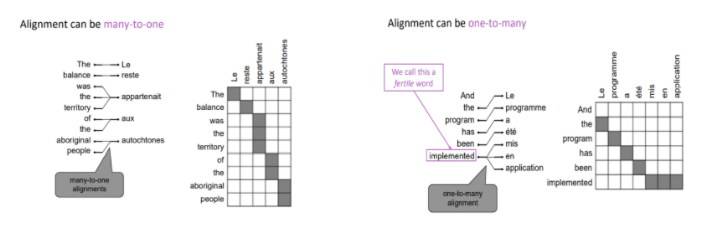 Alignment can be many-to-one
The Le
balance reste
was
the appartenait
territory
of aux
the
aboriginal autochtones
people
many-to-one
alignments
Le
reste
appartenait
aux
autochtones
The
balance
was
the
territory
of
the
aboriginal
people
Alignment can be one-to-many
We call this a
fertile word
And Le
the programme
program a
has été
been mis
implemented en
application
one-to-many
alignment
Le
programme
a
été
mis
en
application
And
the
program
has
been
implemented